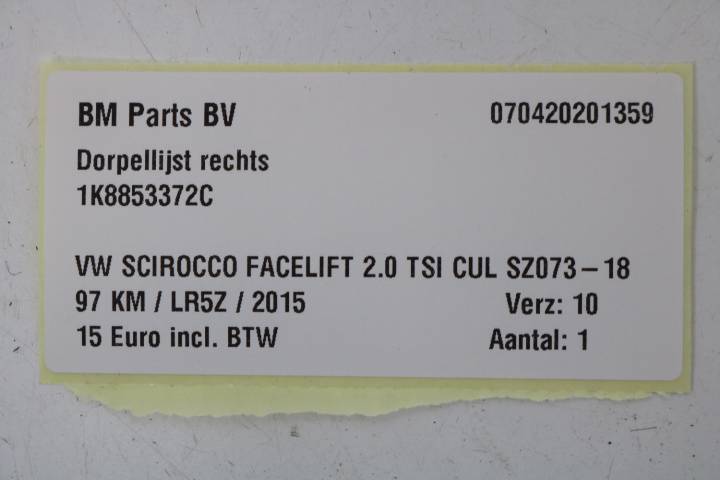 BM Parts BV 070420201359
Dorpellijst rechts
1K8853372C
VW SCIROCCO FACELIFT 2.0 TSI CUL SZ073-18
97 KM / LR5Z / 2015 Verz: 10
15 Euro incl. BTW Aantal: 1